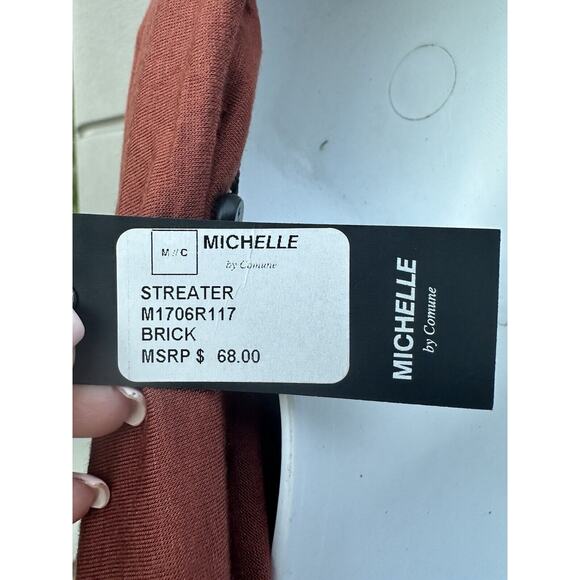 M // C MICHELLE
by Comune
STREATER
M1706R117
BRICK
MSRP $ 68.00
MICHELLE
by Comune